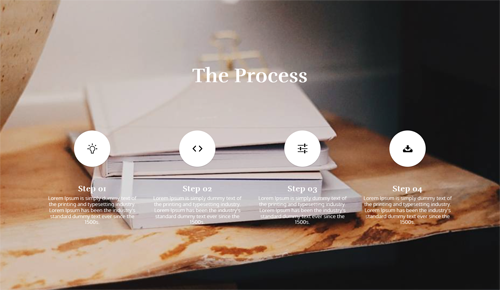 The Process
Step 01
Lorem Ipsum is simply dummy text of
the printing and typesetting industry.
Lorem Ipsum has been the industry's
standard dummy text ever since the
1500s.
Step 02
Lorem Ipsum is simply dummy text of
the printing and typesetting industry.
Lorem Ipsum has been the industry's
standard dummy text ever since the
1500s.
Step 03
Lorem Ipsum is simply dummy text of
the printing and typesetting industry.
Lorem Ipsum has been the industry's
standard dummy text ever since the
1500s.
Step 04
Lorem Ipsum is simply dummy text of
the printing and typesetting industry.
Lorem Ipsum has been the industry's
standard dummy text ever since the
1500s.